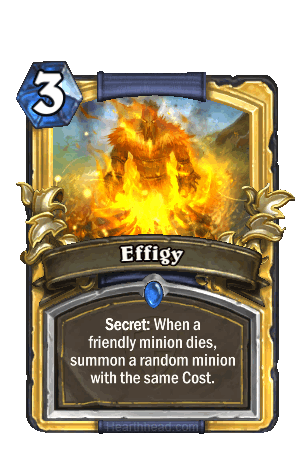 3
Effigy
Secret: When a
friendly minion dies,
summon a random minion
with the same Cost.
Hearthhead.com